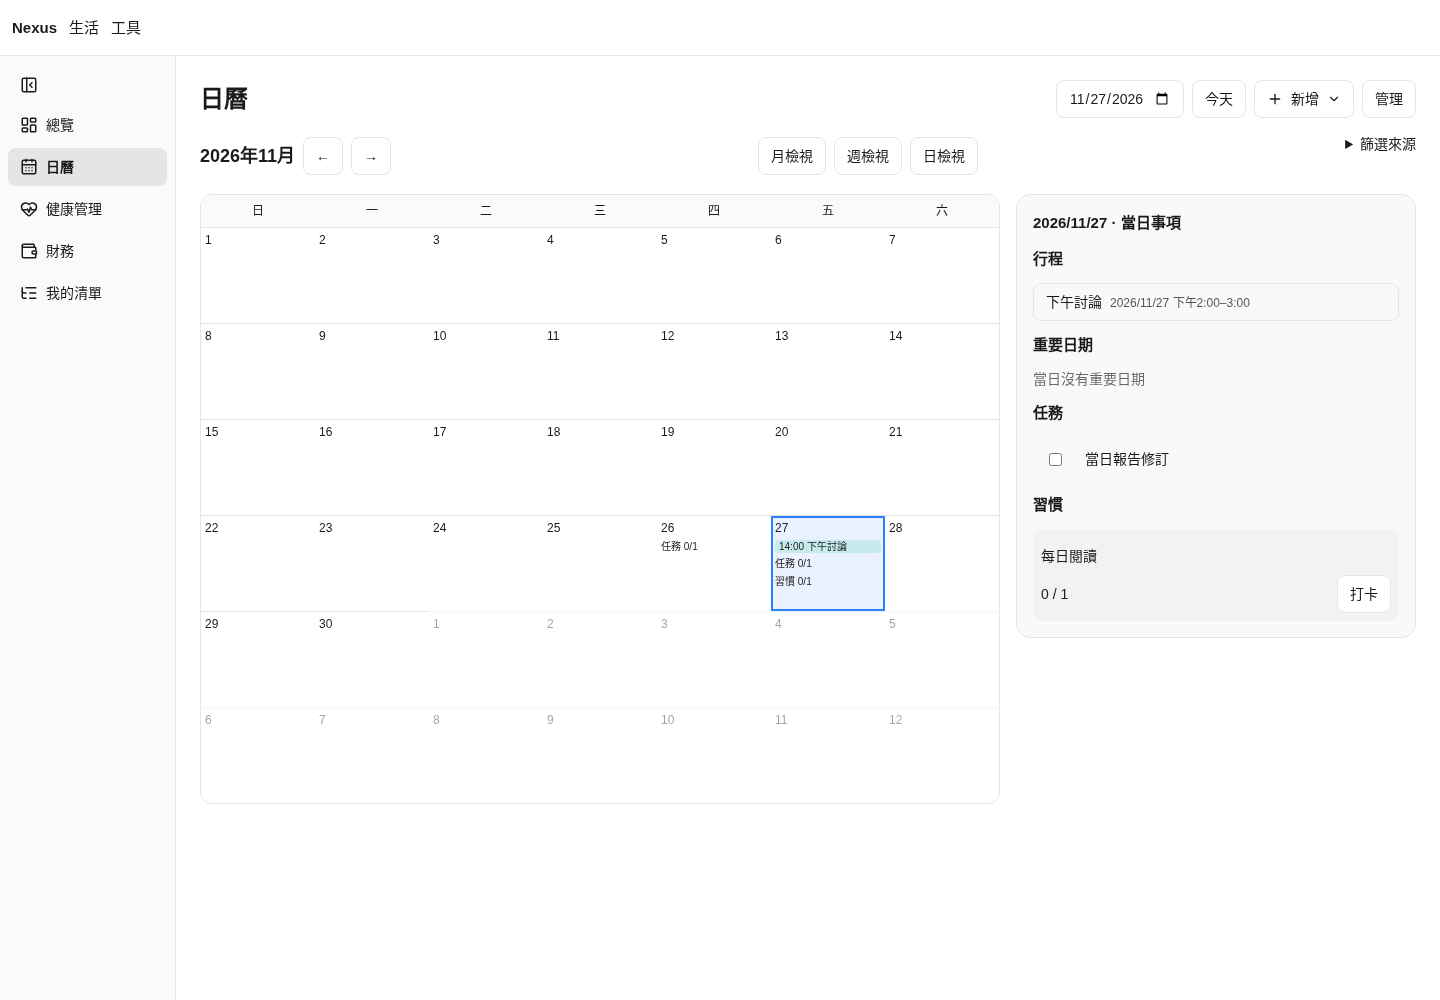 Nexus 生活 工具
總覽
日曆
健康管理
財務
我的清單
日曆
11/27/2026 今天 新增 管理
2026年11月 ← → 月檢視 週檢視 日檢視 ▶ 篩選來源
日 一 二 三 四 五 六
1 2 3 4 5 6 7
8 9 10 11 12 13 14
15 16 17 18 19 20 21
22 23 24 25 26 27 28
任務 0/1 14:00 下午討論
任務 0/1
習慣 0/1
29 30 1 2 3 4 5
6 7 8 9 10 11 12
2026/11/27 · 當日事項
行程
下午討論 2026/11/27 下午2:00–3:00
重要日期
當日沒有重要日期
任務
當日報告修訂
習慣
每日閱讀
0 / 1 打卡